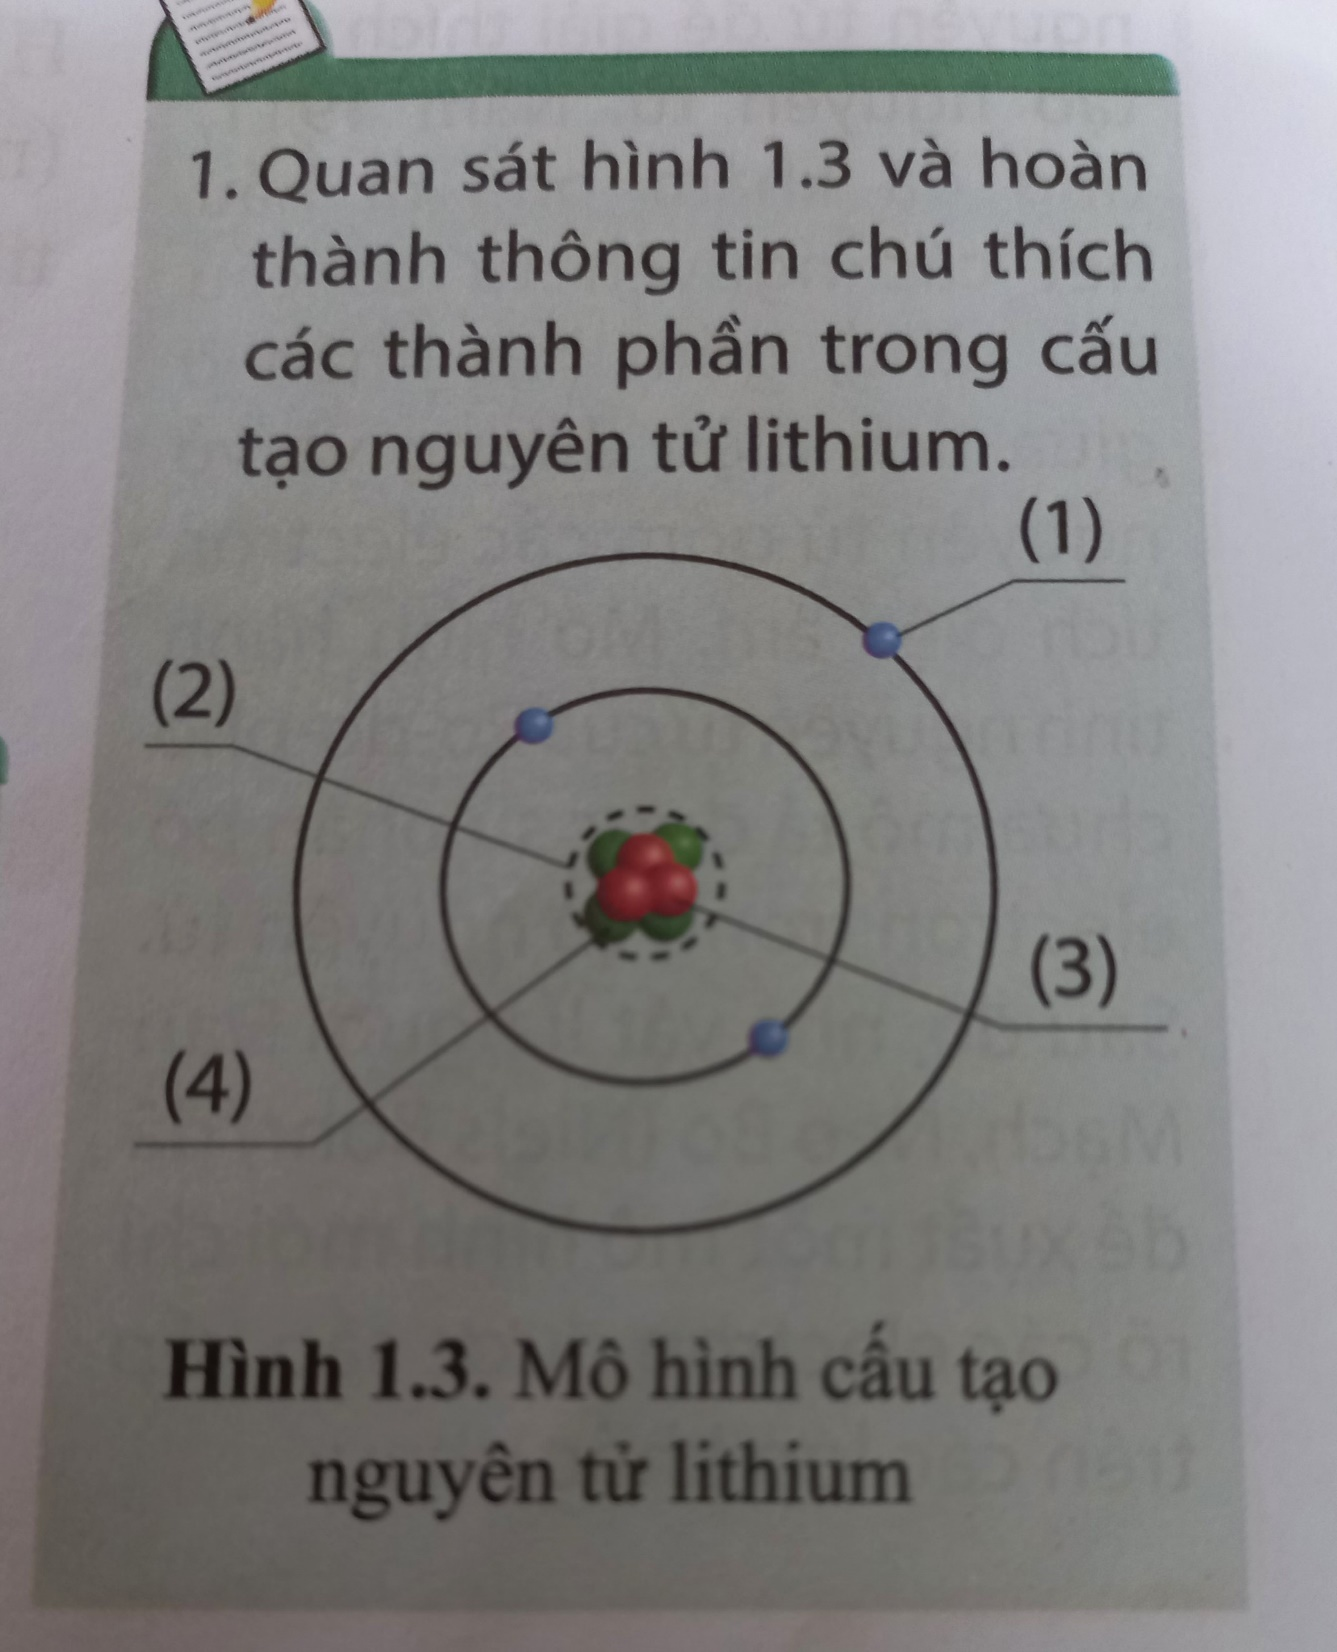 1. Quan sát hình 1.3 và hoàn
thành thông tin chú thích
các thành phần trong cấu
tạo nguyên tử lithium.
(1)
(2)
(3)
(4)
Hình 1.3. Mô hình cấu tạo
nguyên tử lithium